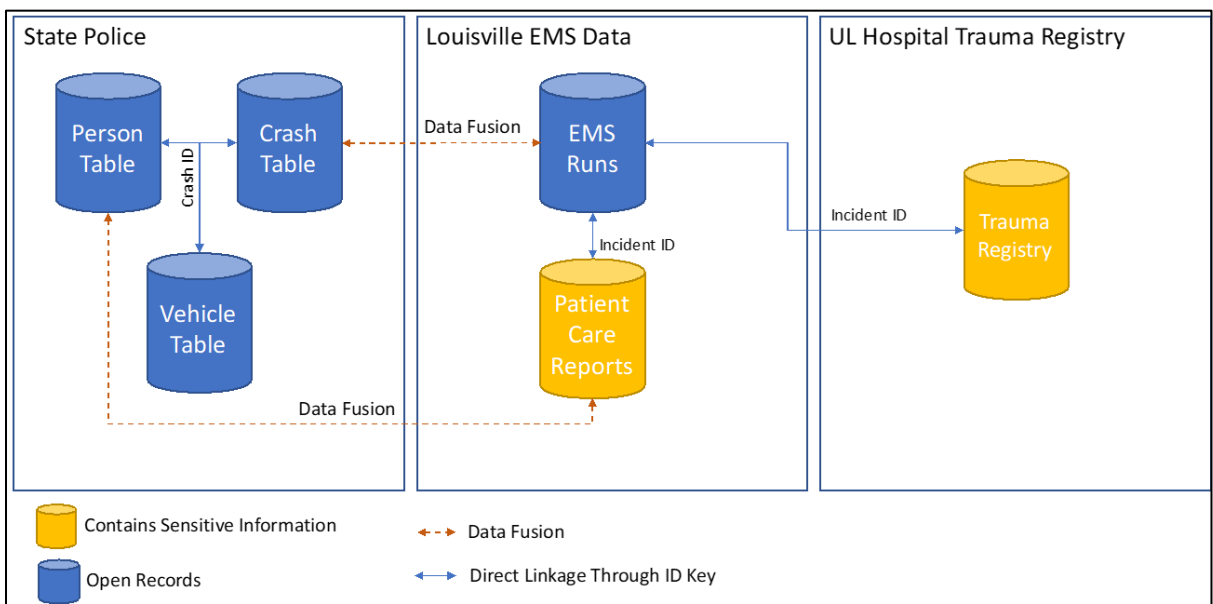 State Police
Louisville EMS Data
UL Hospital Trauma Registry
Person
Table
Crash ID
Crash
Table
Data Fusion
EMS
Runs
Incident ID
Trauma
Registry
Incident ID
Vehicle
Table
Patient
Care
Reports
Data Fusion
Contains Sensitive Information
Data Fusion
Open Records
Direct Linkage Through ID Key